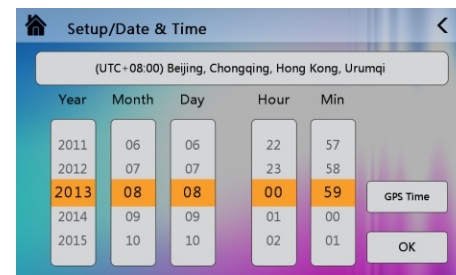 Setup/Date & Time
(UTC+08:00) Beijing, Chongqing, Hong Kong, Urumqi
Year Month Day Hour Min
2011 06 06 22 57
2012 07 07 23 58
2013 08 08 00 59
GPS Time
2014 09 09 01 00
2015 10 10 02 01
OK